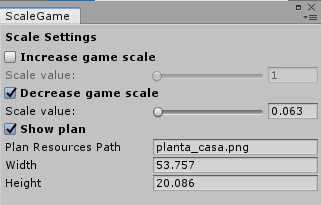 ScaleGame
Scale Settings
Increase game scale
Scale value: 1
Decrease game scale
Scale value: 0.063
Show plan
Plan Resources Path planta_casa.png
Width 53.757
Height 20.086